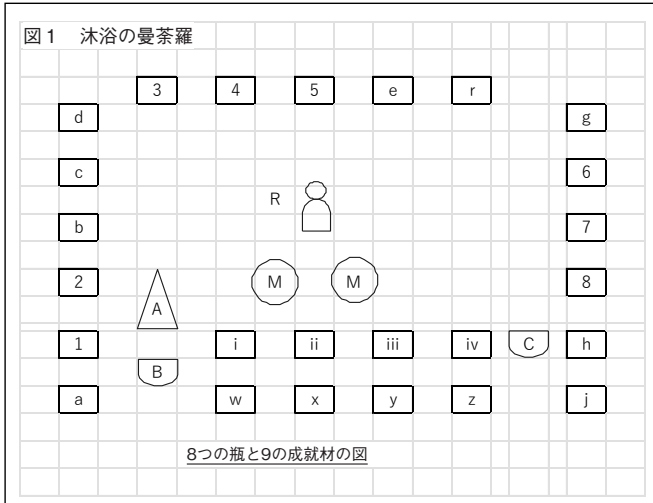 図1 沐浴の曼荼羅
3 4 5 e r
d g
c 6
R
b 7
2 M M 8
A
1 i ii iii iv C h
B
a w x y z j
8つの瓶と9の成就材の図